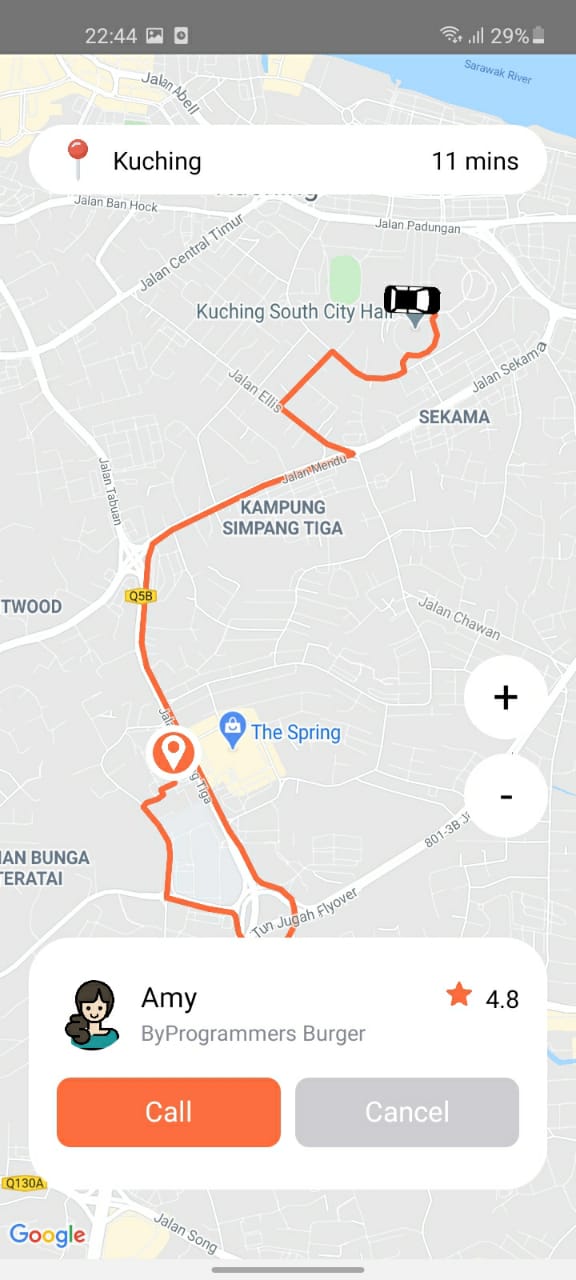 22:44
29%
Sarawak River
Jalan Abell
Kuching
11 mins
Jalan Ban Hock
Jalan Padungan
Jalan Central Timur
Kuching South City Hall
Jalan Sekama
Jalan Ellis
SEKAMA
Jalan Mendu
Jalan Tabuan
KAMPUNG
SIMPANG TIGA
Q5B
TWOOD
Jalan Chawan
+
The Spring
g Tiga
-
801-3B J
AN BUNGA
TERATAI
Tun Jugah Flyover
Amy
4.8
ByProgrammers Burger
Call
Cancel
Q130A
Jalan Song
Google